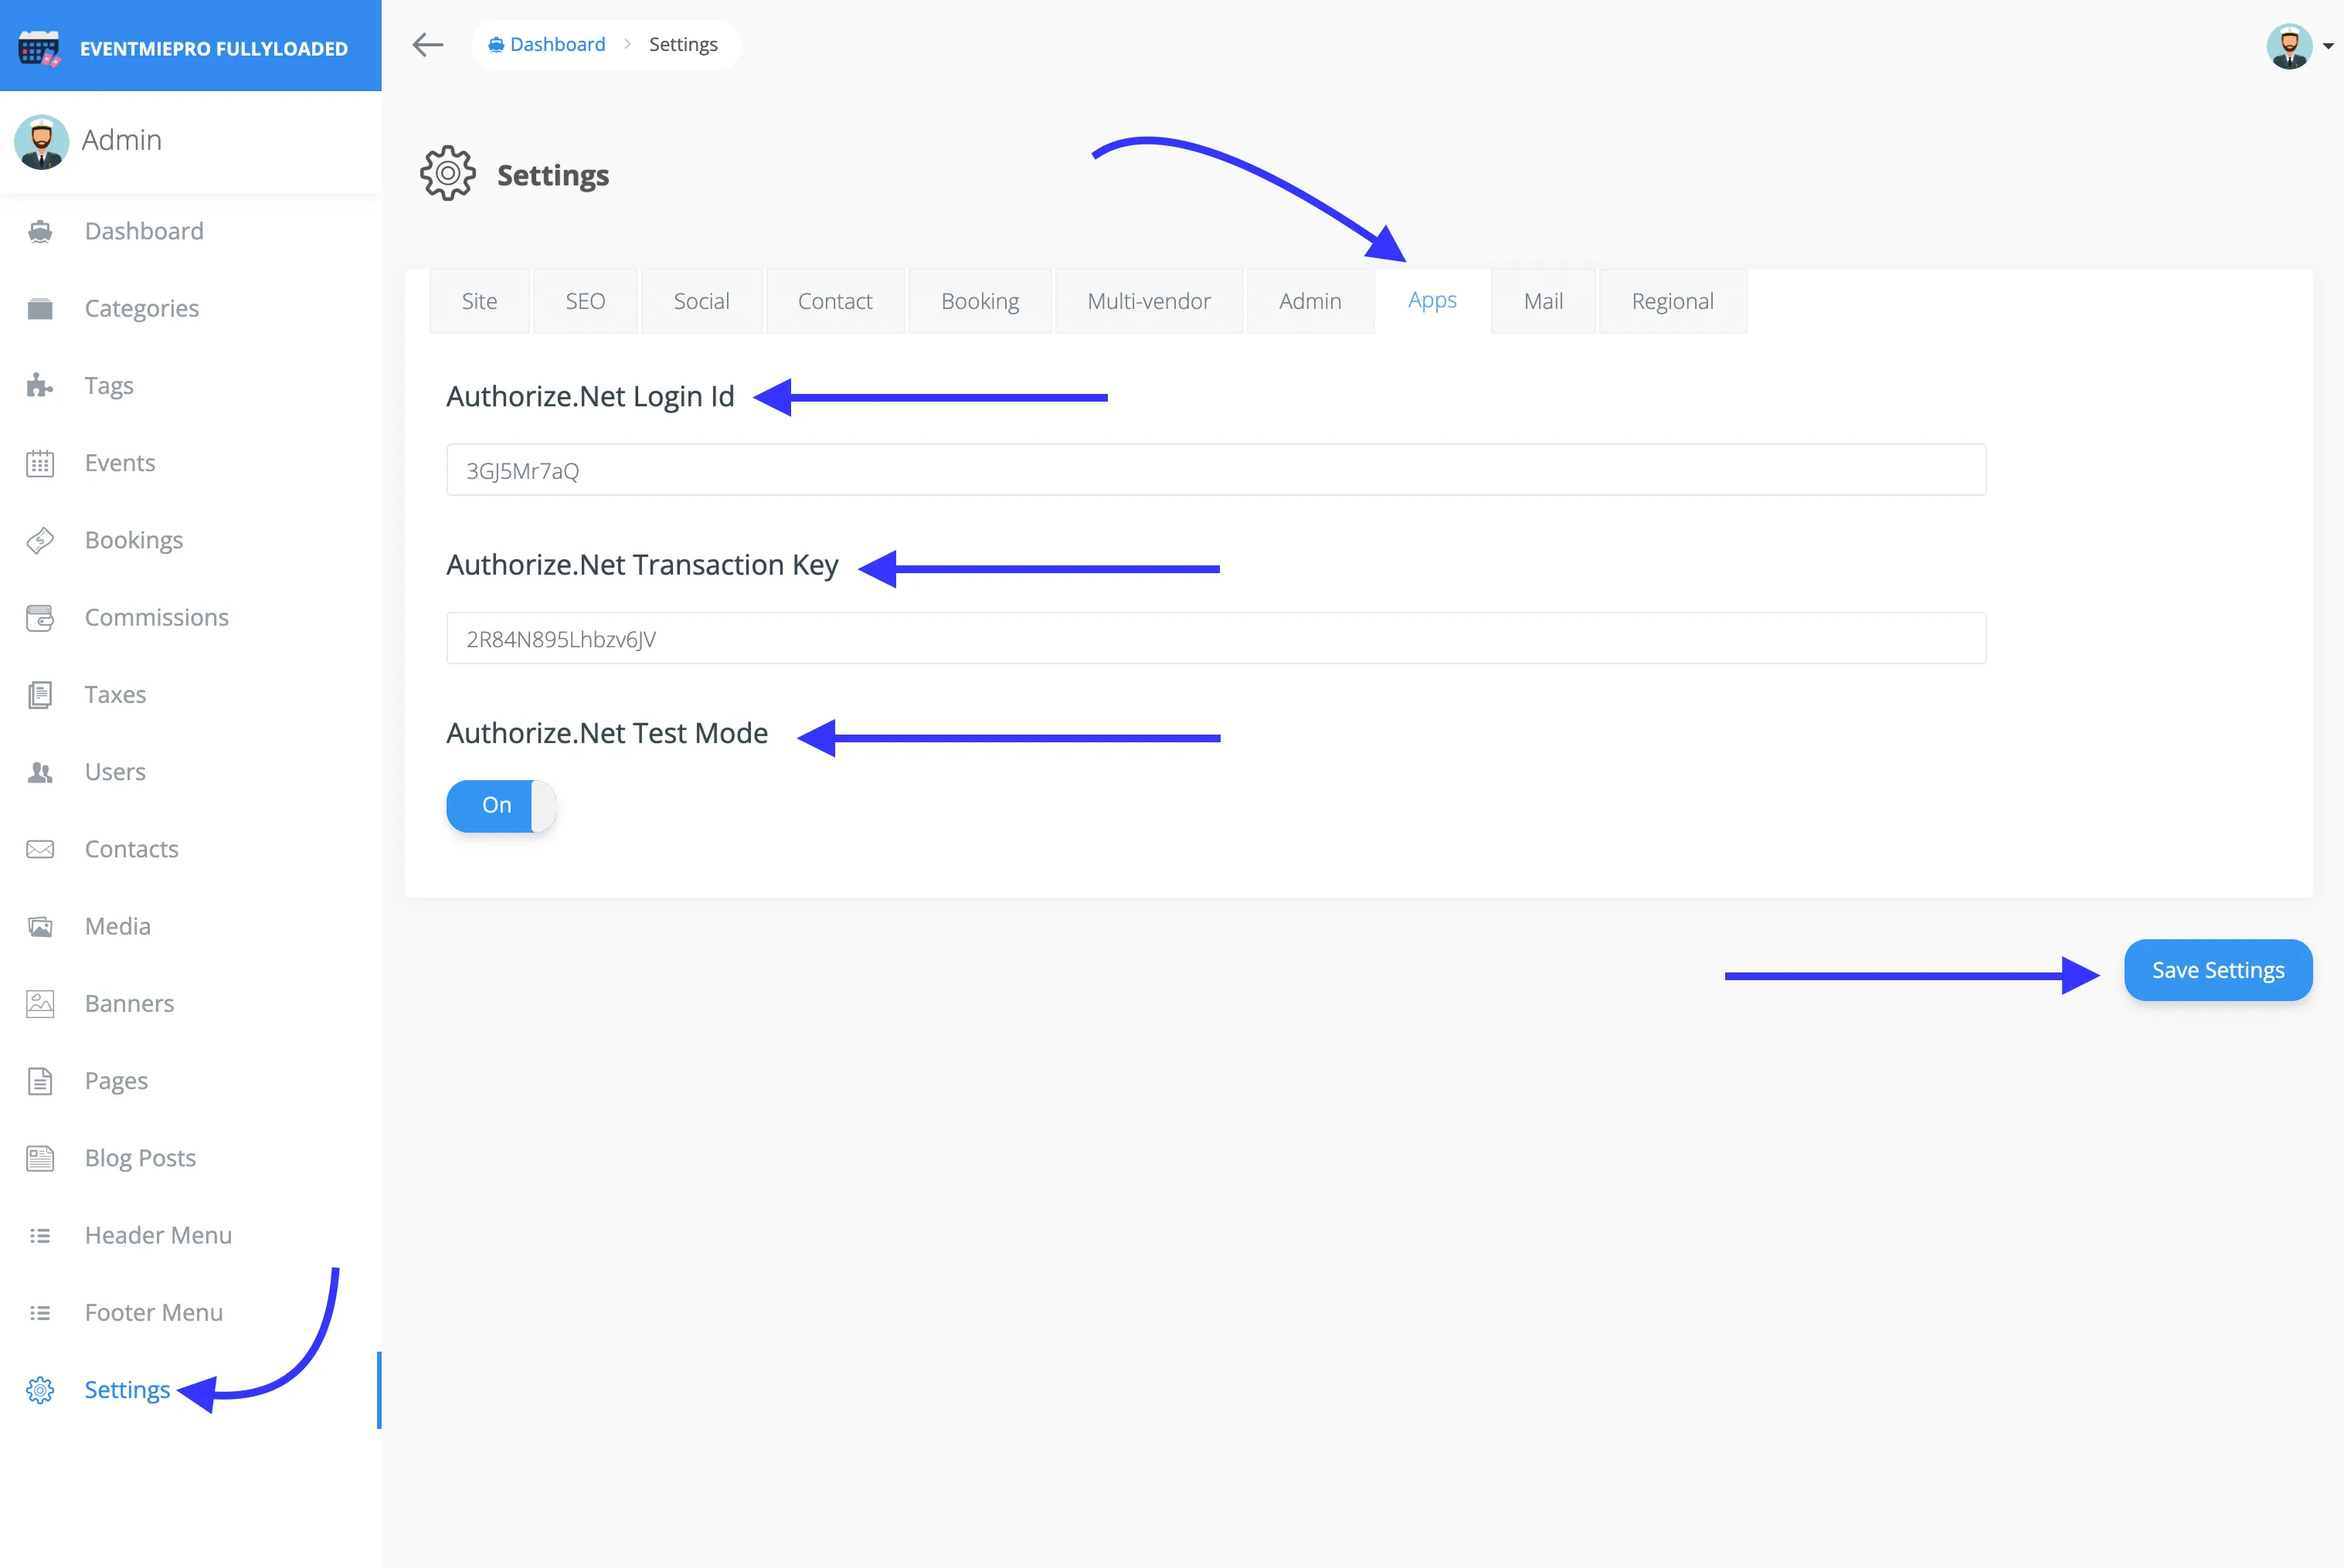 EVENTMIEPRO FULLYLOADED
Dashboard > Settings
Admin
Dashboard
Categories
Tags
Events
Bookings
Commissions
Taxes
Users
Contacts
Media
Banners
Pages
Blog Posts
Header Menu
Footer Menu
Settings
Settings
Site SEO Social Contact Booking Multi-vendor Admin Apps Mail Regional
Authorize.Net Login Id
3GJ5Mr7aQ
Authorize.Net Transaction Key
2R84N895Lhbzv6JV
Authorize.Net Test Mode
On
Save Settings